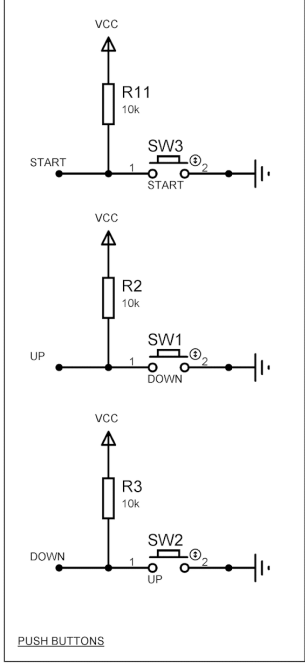 VCC
R11
10k
SW3
START
1
2
START
VCC
R2
10k
SW1
UP
1
2
DOWN
VCC
R3
10k
SW2
DOWN
1
2
UP
PUSH BUTTONS